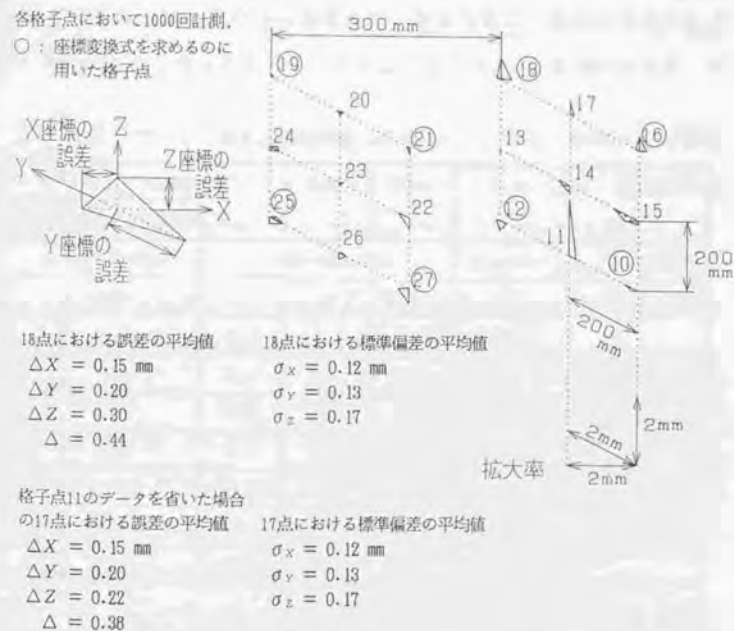 各格子点において1000回計測.
○ : 座標変換式を求めるのに
用いた格子点
300mm
⑲
20
㉑
24
23
22
㉕
26
㉗
⑱
17
⑯
13
14
15
⑫
11
⑩
X座標の
誤差
Z
Z座標の
誤差
Y
X
Y座標の
誤差
200
mm
200
mm
2mm
2mm
2mm
拡大率
18点における誤差の平均値
ΔX = 0.15 mm
ΔY = 0.20
ΔZ = 0.30
Δ = 0.44
18点における標準偏差の平均値
σX = 0.12 mm
σY = 0.13
σZ = 0.17
格子点11のデータを省いた場合
の17点における誤差の平均値
ΔX = 0.15 mm
ΔY = 0.20
ΔZ = 0.22
Δ = 0.38
17点における標準偏差の平均値
σX = 0.12 mm
σY = 0.13
σZ = 0.17